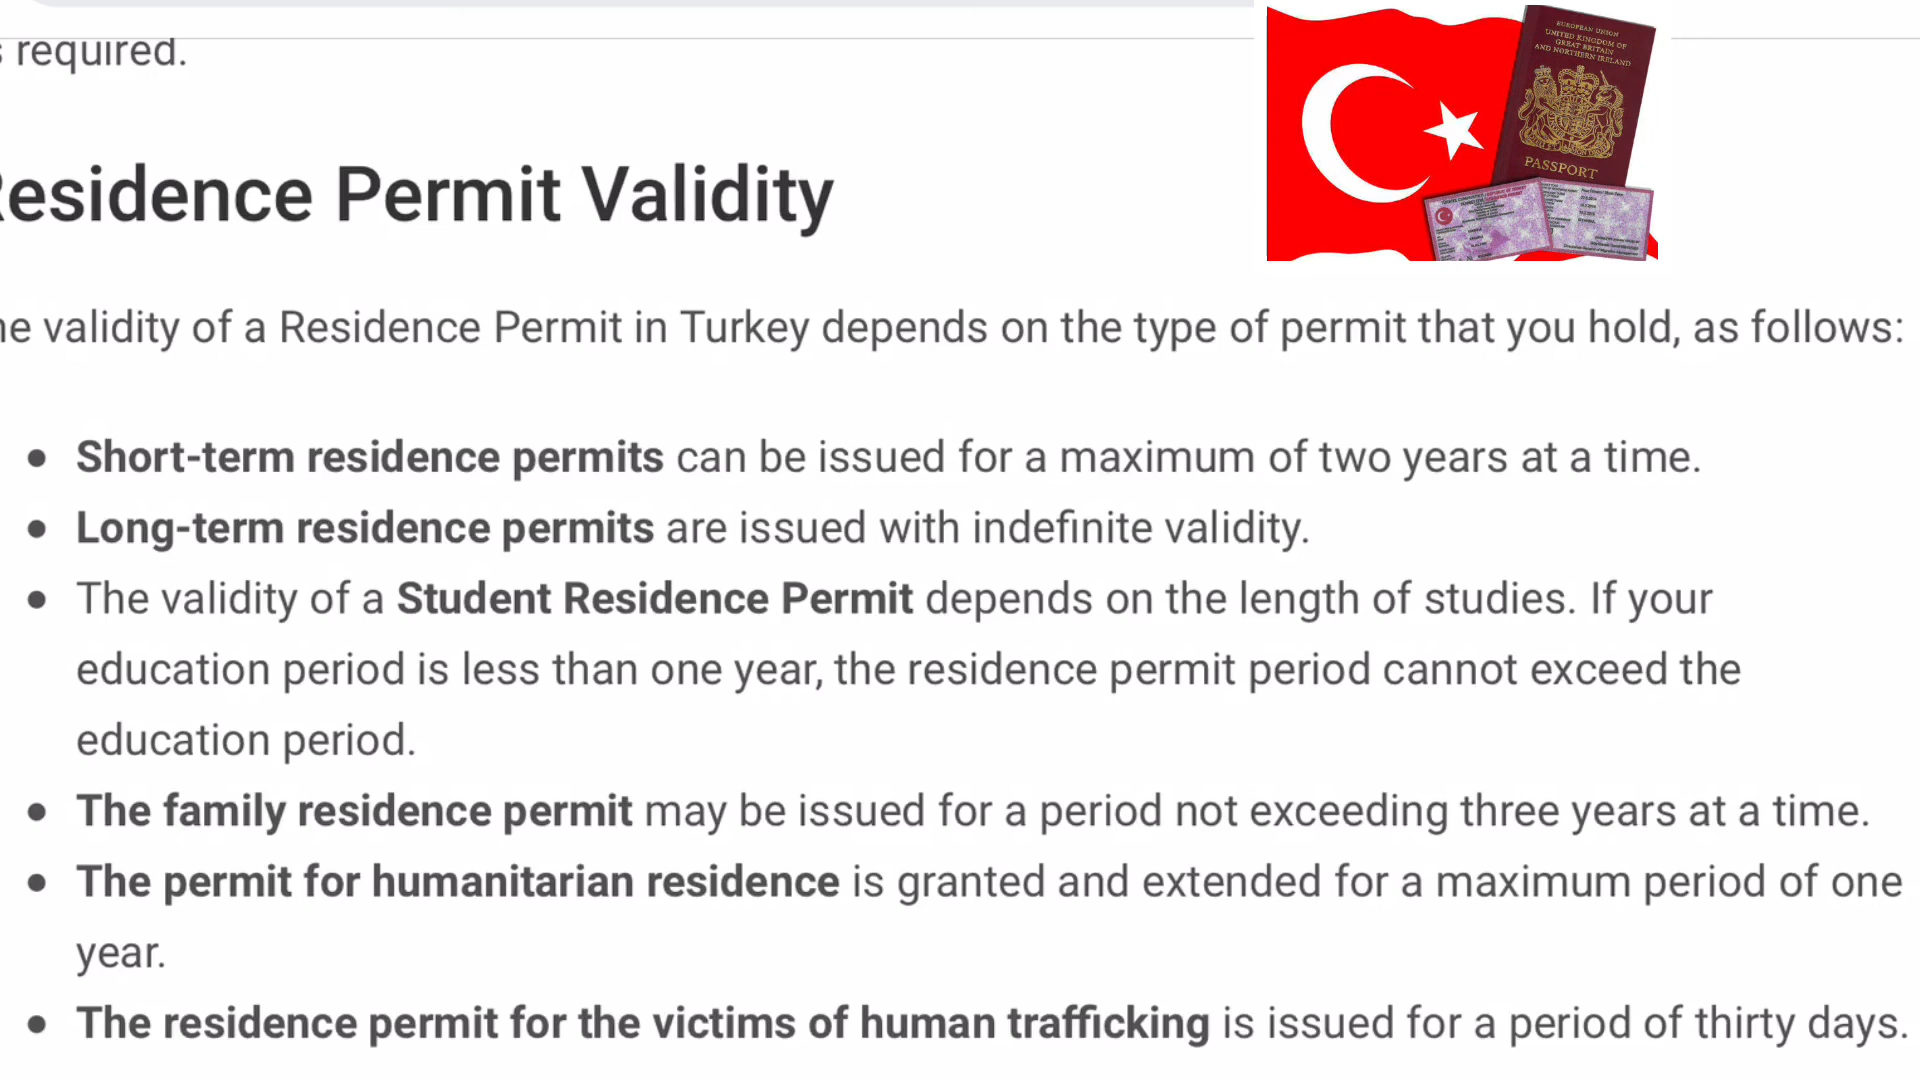 required.
EUROPEAN UNION
UNITED KINGDOM OF
GREAT BRITAIN
AND NORTHERN IRELAND
PASSPORT
esidence Permit Validity
he validity of a Residence Permit in Turkey depends on the type of permit that you hold, as follows:
• Short-term residence permits can be issued for a maximum of two years at a time.
• Long-term residence permits are issued with indefinite validity.
• The validity of a Student Residence Permit depends on the length of studies. If your
education period is less than one year, the residence permit period cannot exceed the
education period.
• The family residence permit may be issued for a period not exceeding three years at a time.
• The permit for humanitarian residence is granted and extended for a maximum period of one
year.
• The residence permit for the victims of human trafficking is issued for a period of thirty days.